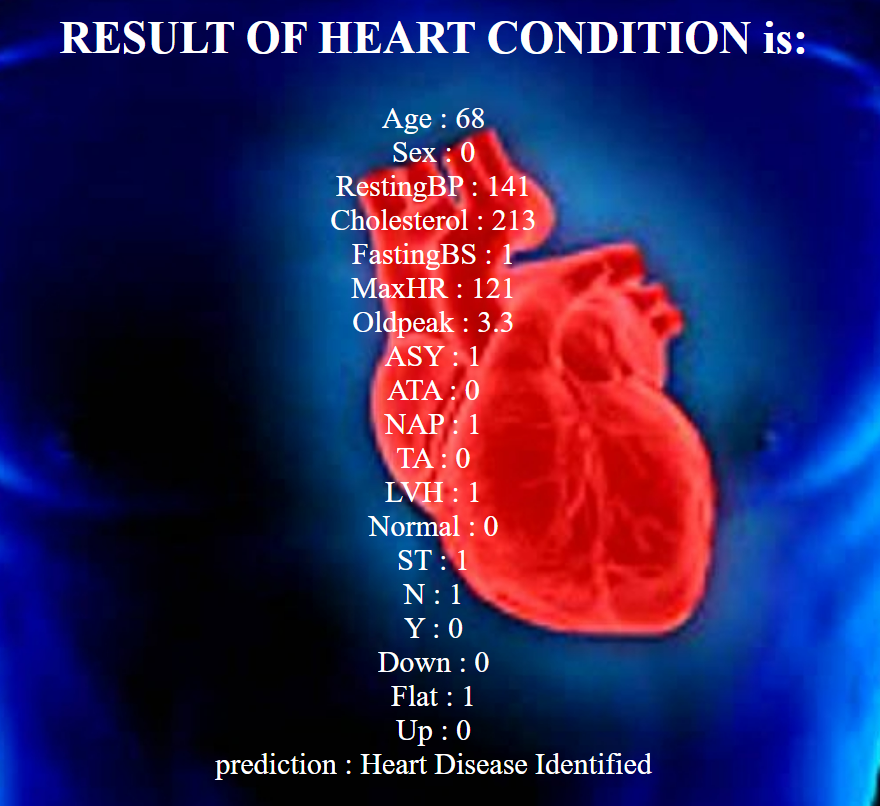 RESULT OF HEART CONDITION is:
Age : 68
Sex : 0
RestingBP : 141
Cholesterol : 213
FastingBS : 1
MaxHR : 121
Oldpeak : 3.3
ASY : 1
ATA : 0
NAP : 1
TA : 0
LVH : 1
Normal : 0
ST : 1
N : 1
Y : 0
Down : 0
Flat : 1
Up : 0
prediction : Heart Disease Identified